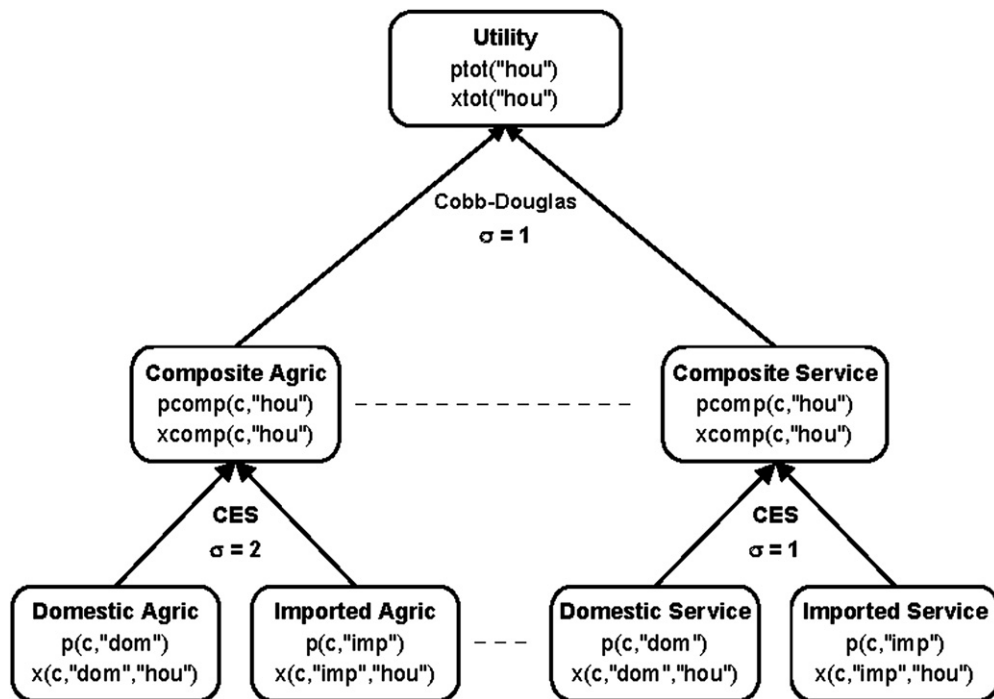 Utility
ptot("hou")
xtot("hou")
Cobb-Douglas
σ = 1
Composite Agric
pcomp(c,"hou")
xcomp(c,"hou")
Composite Service
pcomp(c,"hou")
xcomp(c,"hou")
CES
σ = 2
CES
σ = 1
Domestic Agric
p(c,"dom")
x(c,"dom","hou")
Imported Agric
p(c,"imp")
x(c,"imp","hou")
Domestic Service
p(c,"dom")
x(c,"dom","hou")
Imported Service
p(c,"imp")
x(c,"imp","hou")